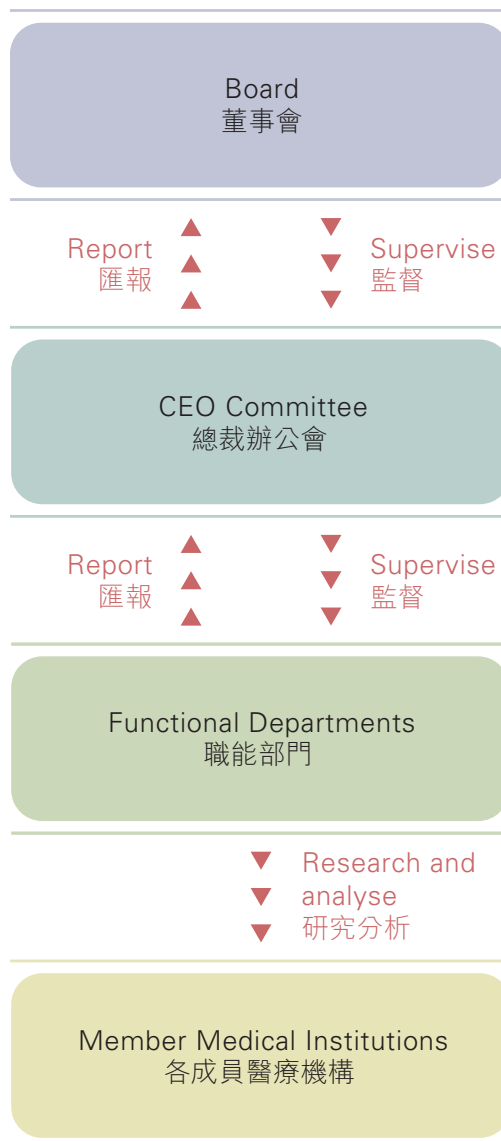 Board
董事會
Report
匯報
Supervise
監督
CEO Committee
總裁辦公會
Report
匯報
Supervise
監督
Functional Departments
職能部門
Research and
analyse
研究分析
Member Medical Institutions
各成員醫療機構